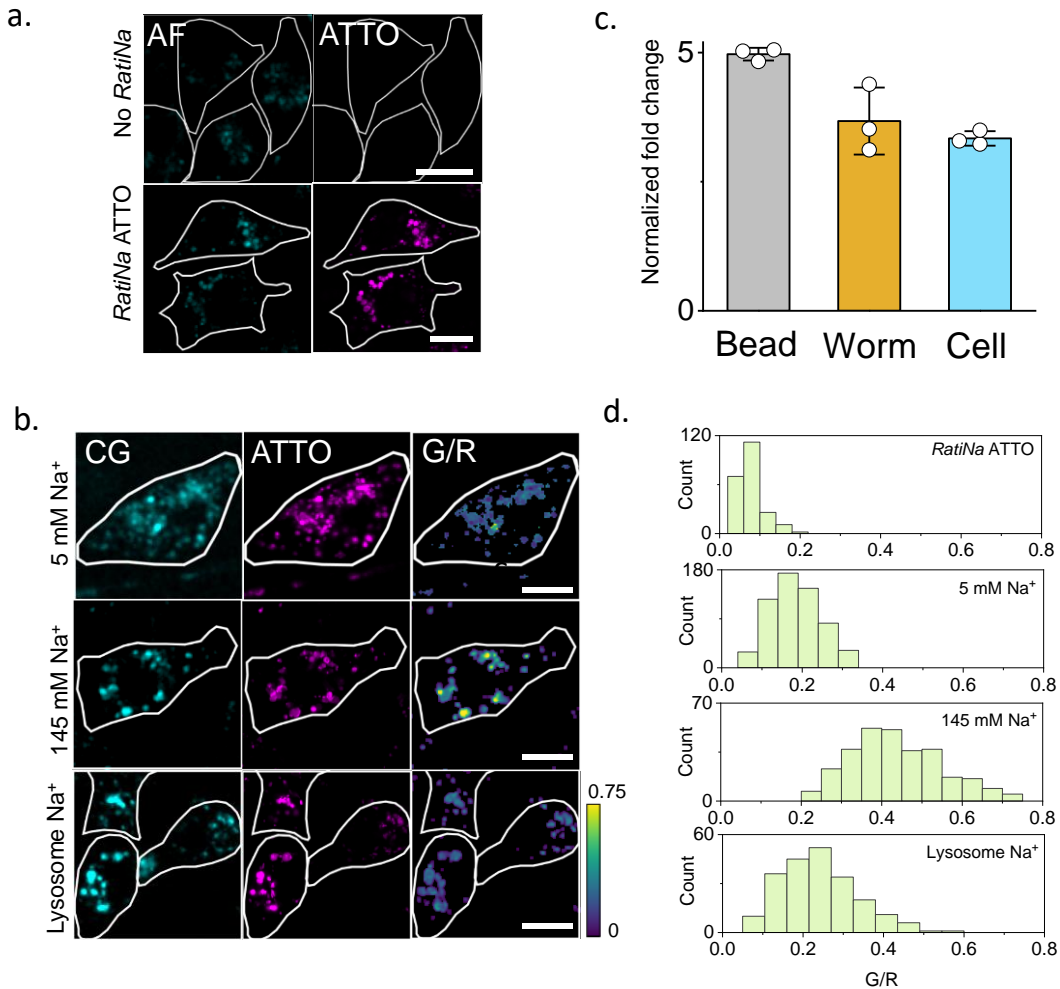 a.
AF
ATTO
No RatiNa
RatiNa ATTO
c.
Normalized fold change
5
0
Bead
Worm
Cell
b.
CG
ATTO
G/R
5 mM Na⁺
145 mM Na⁺
Lysosome Na⁺
0.75
0
d.
120
Count
0
RatiNa ATTO
0.0 0.2 0.4 0.6 0.8
180
Count
0
5 mM Na⁺
0.0 0.2 0.4 0.6 0.8
70
Count
0
145 mM Na⁺
0.0 0.2 0.4 0.6 0.8
60
Count
0
Lysosome Na⁺
0.0 0.2 0.4 0.6 0.8
G/R